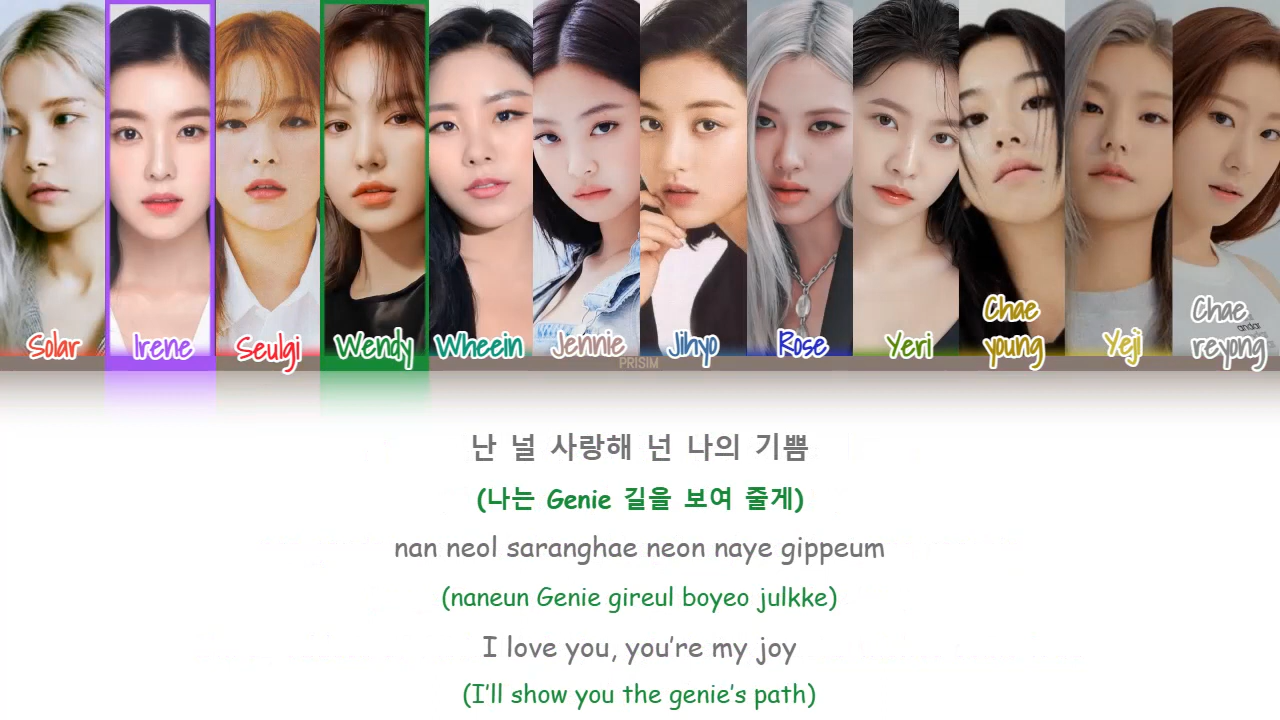 Solar
Irene
Seulgi
Wendy
Wheein
Jennie
Jihyo
Rose
Yeri
Chae
young
Yeji
Chae
reyong
andar
PRISIM
난 널 사랑해 넌 나의 기쁨
(나는 Genie 길을 보여 줄게)
nan neol saranghae neon naye gippeum
(naneun Genie gireul boyeo julkke)
I love you, you’re my joy
(I’ll show you the genie’s path)